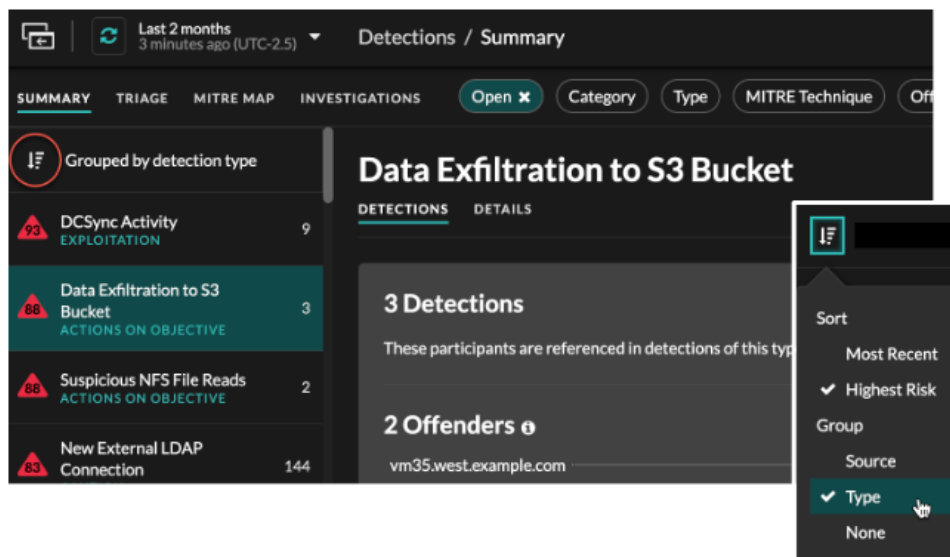 Last 2 months
3 minutes ago (UTC-2.5)
Detections / Summary
SUMMARY TRIAGE MITRE MAP INVESTIGATIONS Open × Category Type MITRE Technique Off
Grouped by detection type
93
DCSync Activity
EXPLOITATION
9
88
Data Exfiltration to S3
Bucket
ACTIONS ON OBJECTIVE
3
88
Suspicious NFS File Reads
ACTIONS ON OBJECTIVE
2
83
New External LDAP
Connection
144
Data Exfiltration to S3 Bucket
DETECTIONS DETAILS
3 Detections
These participants are referenced in detections of this typ
2 Offenders
vm35.west.example.com
Sort
Most Recent
Highest Risk
Group
Source
Type
None